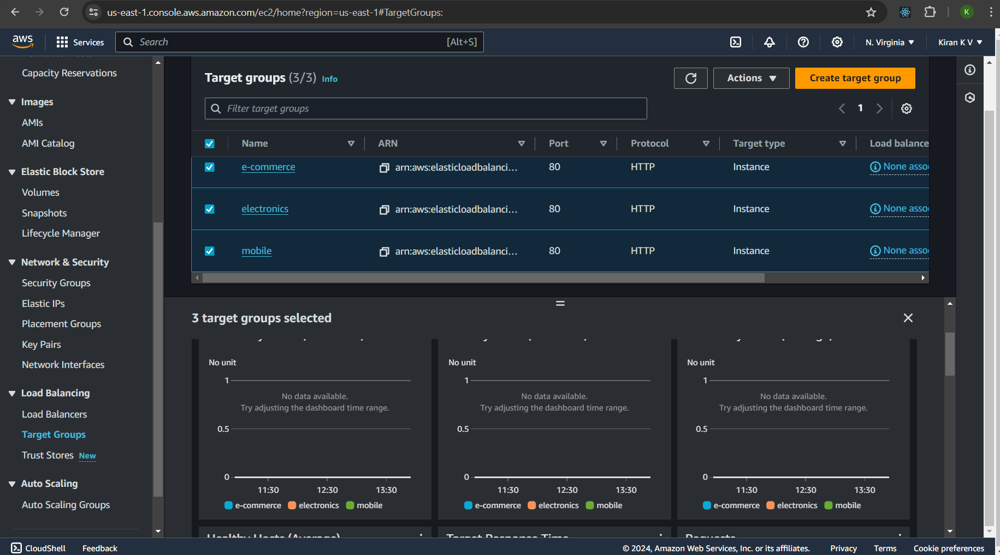 us-east-1.console.aws.amazon.com/ec2/home?region=us-east-1#TargetGroups:
K
aws
Services
Search
[Alt+S]
N. Virginia
Kiran K V
Capacity Reservations
Images
AMIs
AMI Catalog
Elastic Block Store
Volumes
Snapshots
Lifecycle Manager
Network & Security
Security Groups
Elastic IPs
Placement Groups
Key Pairs
Network Interfaces
Load Balancing
Load Balancers
Target Groups
Trust Stores New
Auto Scaling
Auto Scaling Groups
Target groups (3/3) Info
Actions
Create target group
Filter target groups
1
Name ARN Port Protocol Target type Load balance
e-commerce arn:aws:elasticloadbalanci... 80 HTTP Instance None asso
electronics arn:aws:elasticloadbalanci... 80 HTTP Instance None asso
mobile arn:aws:elasticloadbalanci... 80 HTTP Instance None asso
3 target groups selected
No unit
1
No data available.
Try adjusting the dashboard time range.
0.5
0
11:30 12:30 13:30
e-commerce electronics mobile
No unit
1
No data available.
Try adjusting the dashboard time range.
0.5
0
11:30 12:30 13:30
e-commerce electronics mobile
No unit
1
No data available.
Try adjusting the dashboard time range.
0.5
0
11:30 12:30 13:30
e-commerce electronics mobile
Healthy Hosts (Average)
Target Response Time
Requests
CloudShell
Feedback
© 2024, Amazon Web Services, Inc. or its affiliates.
Privacy
Terms
Cookie preferences